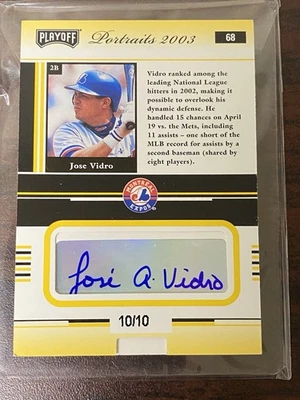 PLAYOFF
Portraits 2003
68
2B
Jose Vidro
Vidro ranked among the
leading National League
hitters in 2002, making it
possible to overlook his
dynamic defense. He
handled 15 chances on April
19 vs. the Mets, including
11 assists – one short of the
MLB record for assists by a
second baseman (shared by
eight players).
MONTREAL
EXPOS
José A. Vidro
10/10